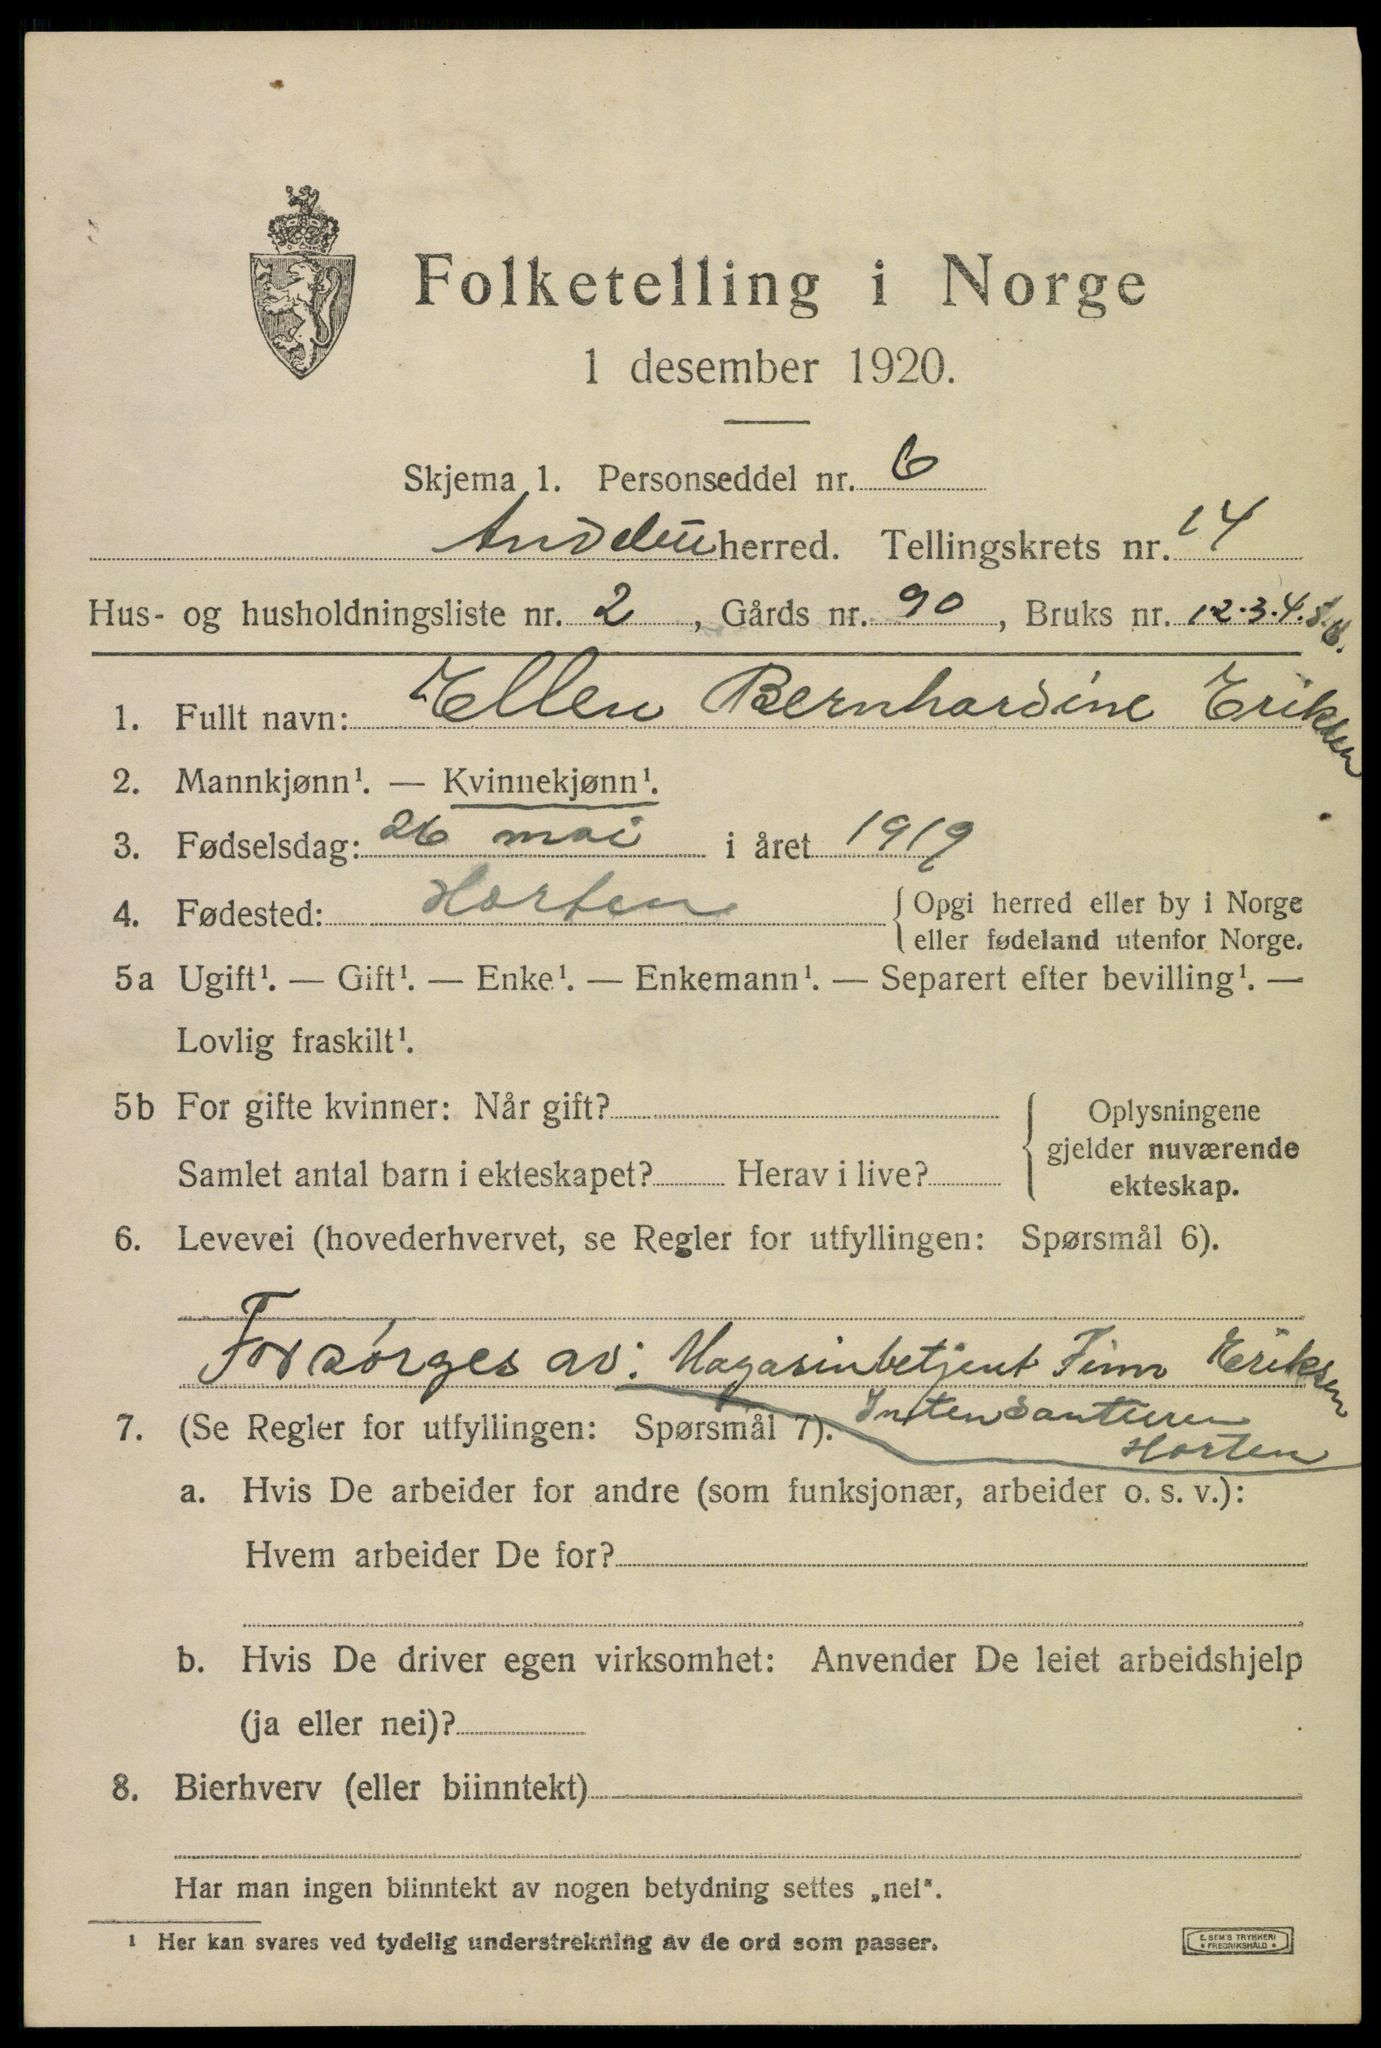 Folketelling i Norge
1 desember 1920.
Skjema 1. Personseddel nr. 6
Andebu herred. Tellingskrets nr. 14
Hus- og husholdningsliste nr. 2, Gårds nr. 90, Bruks nr. 1 2.3.4.5.6.
1. Fullt navn: Ellen Bernhardine Eriksen
2. Mannkjønn¹. — Kvinnekjønn¹.
3. Fødselsdag: 26 mai i året 1919
4. Fødested: Horten { Opgi herred eller by i Norge
eller fødeland utenfor Norge.
5a Ugift¹. — Gift¹. — Enke¹. — Enkemann¹. — Separert efter bevilling¹. —
Lovlig fraskilt¹.
5b For gifte kvinner: Når gift? { Oplysningene
gjelder nuværende
Samlet antal barn i ekteskapet? Herav i live? ekteskap.
6. Levevei (hovederhvervet, se Regler for utfyllingen: Spørsmål 6).
Forsørges av: Magasinbetjent Finn Eriksen
7. (Se Regler for utfyllingen: Spørsmål 7). Intendanturen
Horten
a. Hvis De arbeider for andre (som funksjonær, arbeider o. s. v.):
Hvem arbeider De for?
b. Hvis De driver egen virksomhet: Anvender De leiet arbeidshjelp
(ja eller nei)?
8. Bierhverv (eller biinntekt)
Har man ingen biinntekt av nogen betydning settes „nei“.
¹ Her kan svares ved tydelig understrekning av de ord som passer.
E. SEM'S TRYKKERI
• FREDRIKSHALD •